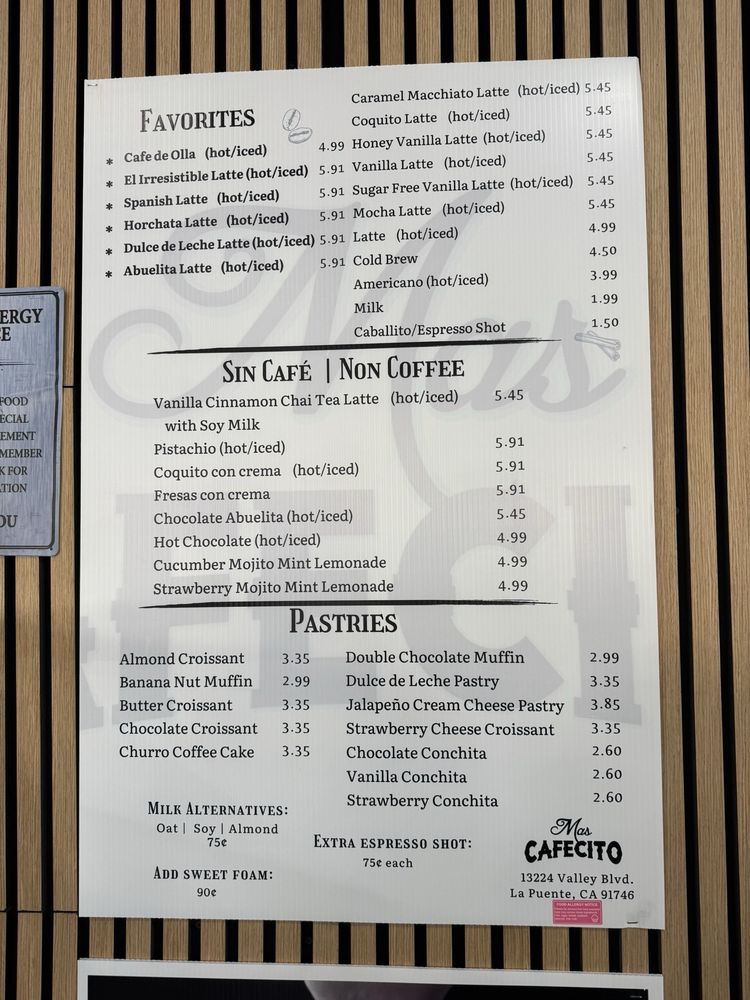 FAVORITES
* Cafe de Olla (hot/iced) 4.99
* El Irresistible Latte (hot/iced) 5.91
* Spanish Latte (hot/iced) 5.91
* Horchata Latte (hot/iced) 5.91
* Dulce de Leche Latte (hot/iced) 5.91
* Abuelita Latte (hot/iced) 5.91
Caramel Macchiato Latte (hot/iced) 5.45
Coquito Latte (hot/iced) 5.45
Honey Vanilla Latte (hot/iced) 5.45
Vanilla Latte (hot/iced) 5.45
Sugar Free Vanilla Latte (hot/iced) 5.45
Mocha Latte (hot/iced) 5.45
Latte (hot/iced) 4.99
Cold Brew 4.50
Americano (hot/iced) 3.99
Milk 1.99
Caballito/Espresso Shot 1.50
SIN CAFÉ | NON COFFEE
Vanilla Cinnamon Chai Tea Latte (hot/iced) 5.45
with Soy Milk
Pistachio (hot/iced) 5.91
Coquito con crema (hot/iced) 5.91
Fresas con crema 5.91
Chocolate Abuelita (hot/iced) 5.45
Hot Chocolate (hot/iced) 4.99
Cucumber Mojito Mint Lemonade 4.99
Strawberry Mojito Mint Lemonade 4.99
PASTRIES
Almond Croissant 3.35
Banana Nut Muffin 2.99
Butter Croissant 3.35
Chocolate Croissant 3.35
Churro Coffee Cake 3.35
Double Chocolate Muffin 2.99
Dulce de Leche Pastry 3.35
Jalapeño Cream Cheese Pastry 3.85
Strawberry Cheese Croissant 3.35
Chocolate Conchita 2.60
Vanilla Conchita 2.60
Strawberry Conchita 2.60
MILK ALTERNATIVES:
Oat | Soy | Almond
75¢
ADD SWEET FOAM:
90¢
EXTRA ESPRESSO SHOT:
75¢ each
Mas
CAFECITO
13224 Valley Blvd.
La Puente, CA 91746
FOOD ALLERGY NOTICE
ERGY
CE
FOOD
ECIAL
EMENT
MEMBER
K FOR
ATION
OU